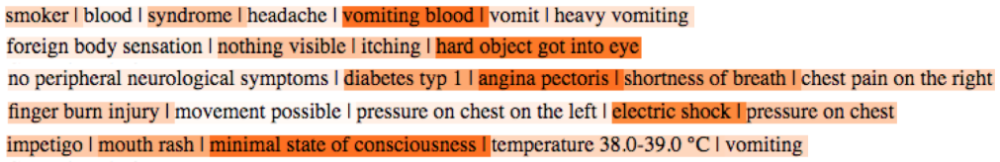 smoker | blood | syndrome | headache | vomiting blood | vomit | heavy vomiting
foreign body sensation | nothing visible | itching | hard object got into eye
no peripheral neurological symptoms | diabetes typ 1 | angina pectoris | shortness of breath | chest pain on the right
finger burn injury | movement possible | pressure on chest on the left | electric shock | pressure on chest
impetigo | mouth rash | minimal state of consciousness | temperature 38.0-39.0 °C | vomiting